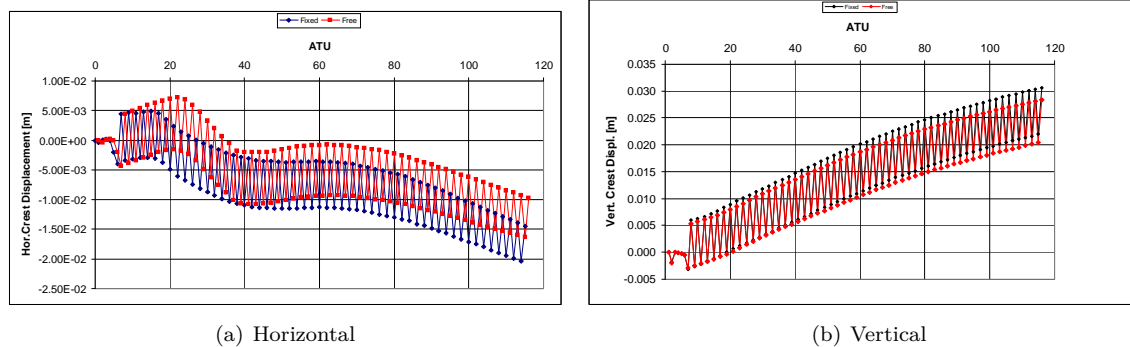 Fixed Free
ATU
0 20 40 60 80 100 120
1.00E-02
5.00E-03
0.00E+00
-5.00E-03
-1.00E-02
-1.50E-02
-2.00E-02
-2.50E-02
Hor.Crest Displacement [m]
(a) Horizontal
Fixed Free
ATU
0 20 40 60 80 100 120
0.035
0.030
0.025
0.020
0.015
0.010
0.005
0.000
-0.005
Vert. Crest Displ. [m]
(b) Vertical